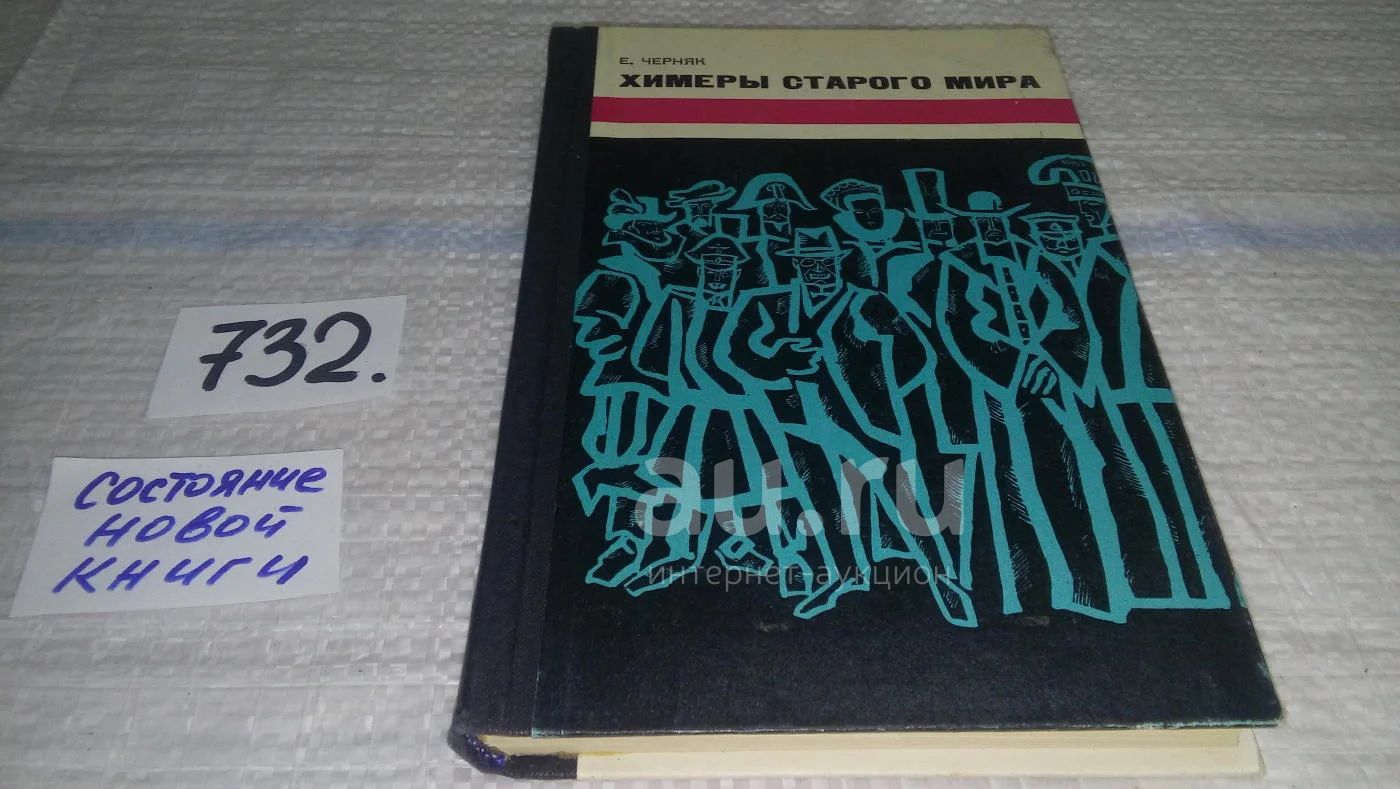 Е. ЧЕРНЯК
ХИМЕРЫ СТАРОГО МИРА
732.
состояние
новой
книги
au.ru
интернет-аукцион